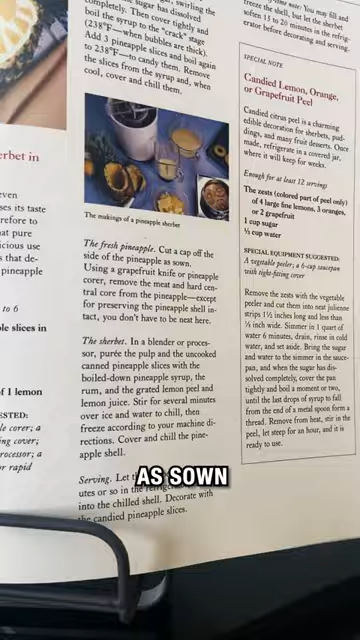 swirling the
sugar has dissolved
completely. Then cover tightly and
boil the syrup to the "crack" stage
(238°F—when bubbles are thick).
Add 3 pineapple slices and boil again
to 238°F—to candy them. Remove
the slices from the syrup and, when
cool, cover and chill them.
The makings of a pineapple sherbet
The fresh pineapple. Cut a cap off the
side of the pineapple as sown.
Using a grapefruit knife or pineapple
corer, remove the meat and hard cen-
tral core from the pineapple—except
for preserving the pineapple shell in-
tact, you don't have to be neat here.
The sherbet. In a blender or proces-
sor, purée the pulp and the uncooked
canned pineapple slices with the
boiled-down pineapple syrup, the
rum, and the grated lemon peel and
lemon juice. Stir for several minutes
over ice and water to chill, then
freeze according to your machine di-
rections. Cover and chill the pine-
apple shell.
Serving. Let
utes or so in the
into the chilled shell. Decorate with
the candied pineapple slices.
AS SOWN
erbet in
even
ses its taste
refore to
at pure
icious use
s that de-
pineapple
to 6
le slices in
f 1 lemon
ESTED:
le corer; a
ing cover;
rocessor; a
or rapid
note: You may fill and
freeze the shell, but let the sherbet
soften 15 to 20 minutes in the refrig-
erator before decorating and serving.
SPECIAL NOTE
Candied Lemon, Orange,
or Grapefruit Peel
Candied citrus peel is a charming
edible decoration for sherbets, pud-
dings, and many fruit desserts. Once
made, refrigerate in a covered jar,
where it will keep for weeks.
Enough for at least 12 servings
The zests (colored part of peel only)
of 4 large fine lemons, 3 oranges,
or 2 grapefruit
1 cup sugar
⅓ cup water
SPECIAL EQUIPMENT SUGGESTED:
A vegetable peeler; a 6-cup saucepan
with tight-fitting cover
Remove the zests with the vegetable
peeler and cut them into neat julienne
strips 1½ inches long and less than
⅛ inch wide. Simmer in 1 quart of
water 6 minutes, drain, rinse in cold
water, and set aside. Bring the sugar
and water to the simmer in the sauce-
pan, and when the sugar has dis-
solved completely, cover the pan
tightly and boil a moment or two,
until the last drops of syrup to fall
from the end of a metal spoon form a
thread. Remove from heat, stir in the
peel, let steep for an hour, and it is
ready to use.